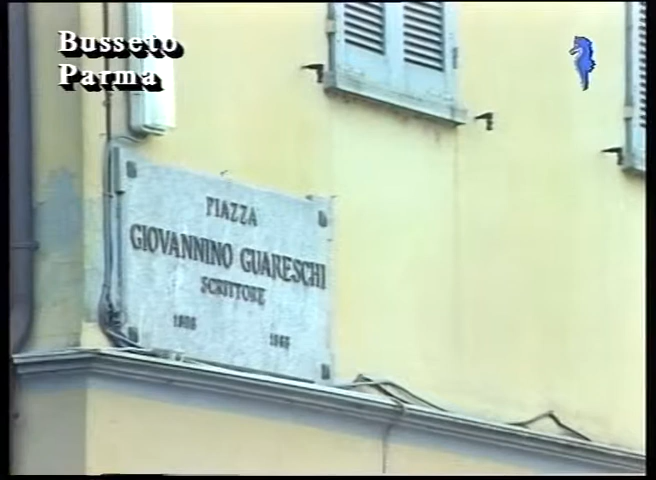 Busseto
Parma
PIAZZA
GIOVANNINO GUARESCHI
SCRITTORE
1908 1968